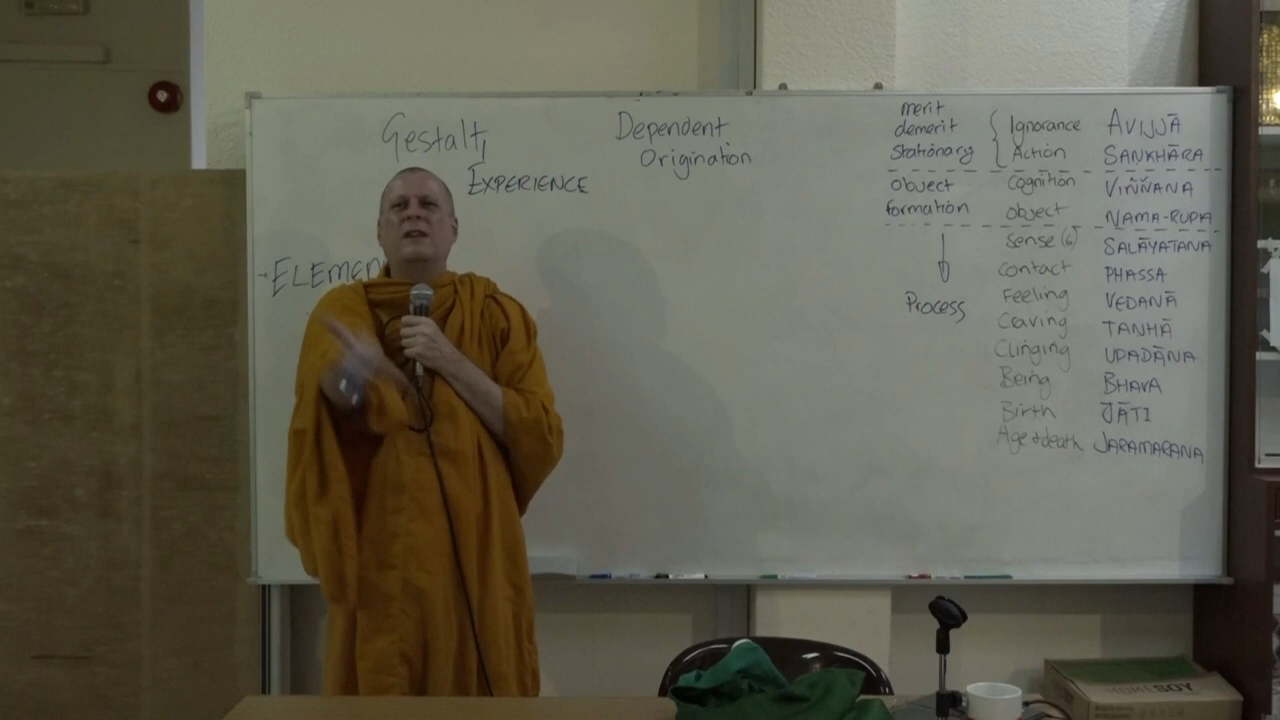 Gestalt,
EXPERIENCE
Dependent
Origination
merit
demerit
Stationary
object
formation
Process
Ignorance AVIJJĀ
Action SANKHĀRA
Cognition VIÑÑANA
object NAMA-RUPA
Sense (6) SALĀYATANA
Contact PHASSA
Feeling VEDANĀ
Craving TANHĀ
Clinging UPADĀNA
Being BHAVA
Birth JĀTI
Age & death JARAMARANA
SOY